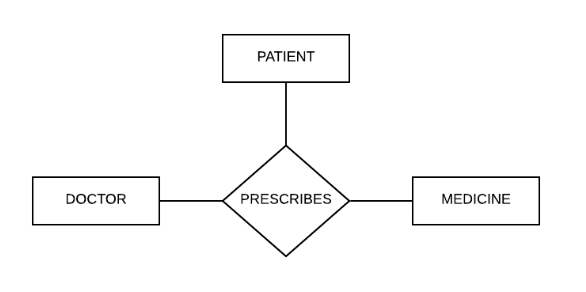 PATIENT
DOCTOR
PRESCRIBES
MEDICINE